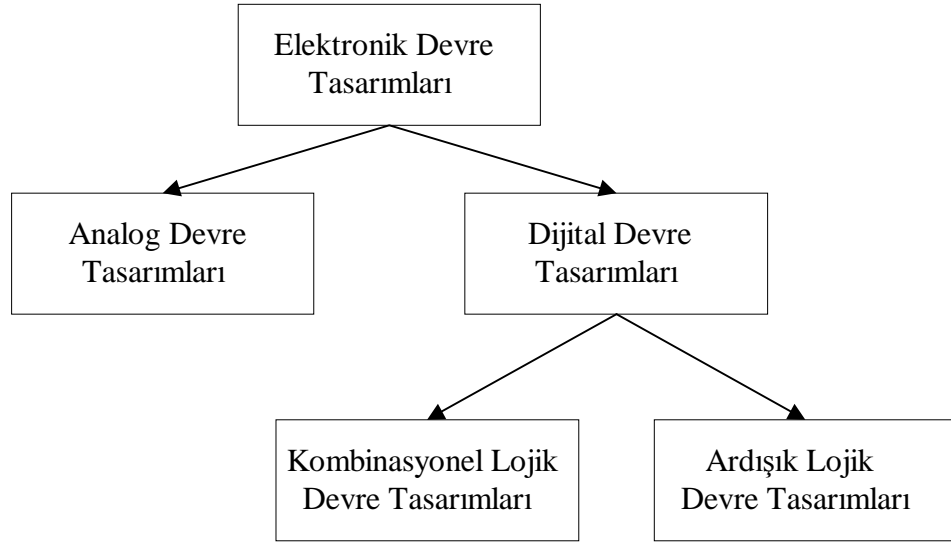 Elektronik Devre
Tasarımları
Analog Devre
Tasarımları
Dijital Devre
Tasarımları
Kombinasyonel Lojik
Devre Tasarımları
Ardışık Lojik
Devre Tasarımları